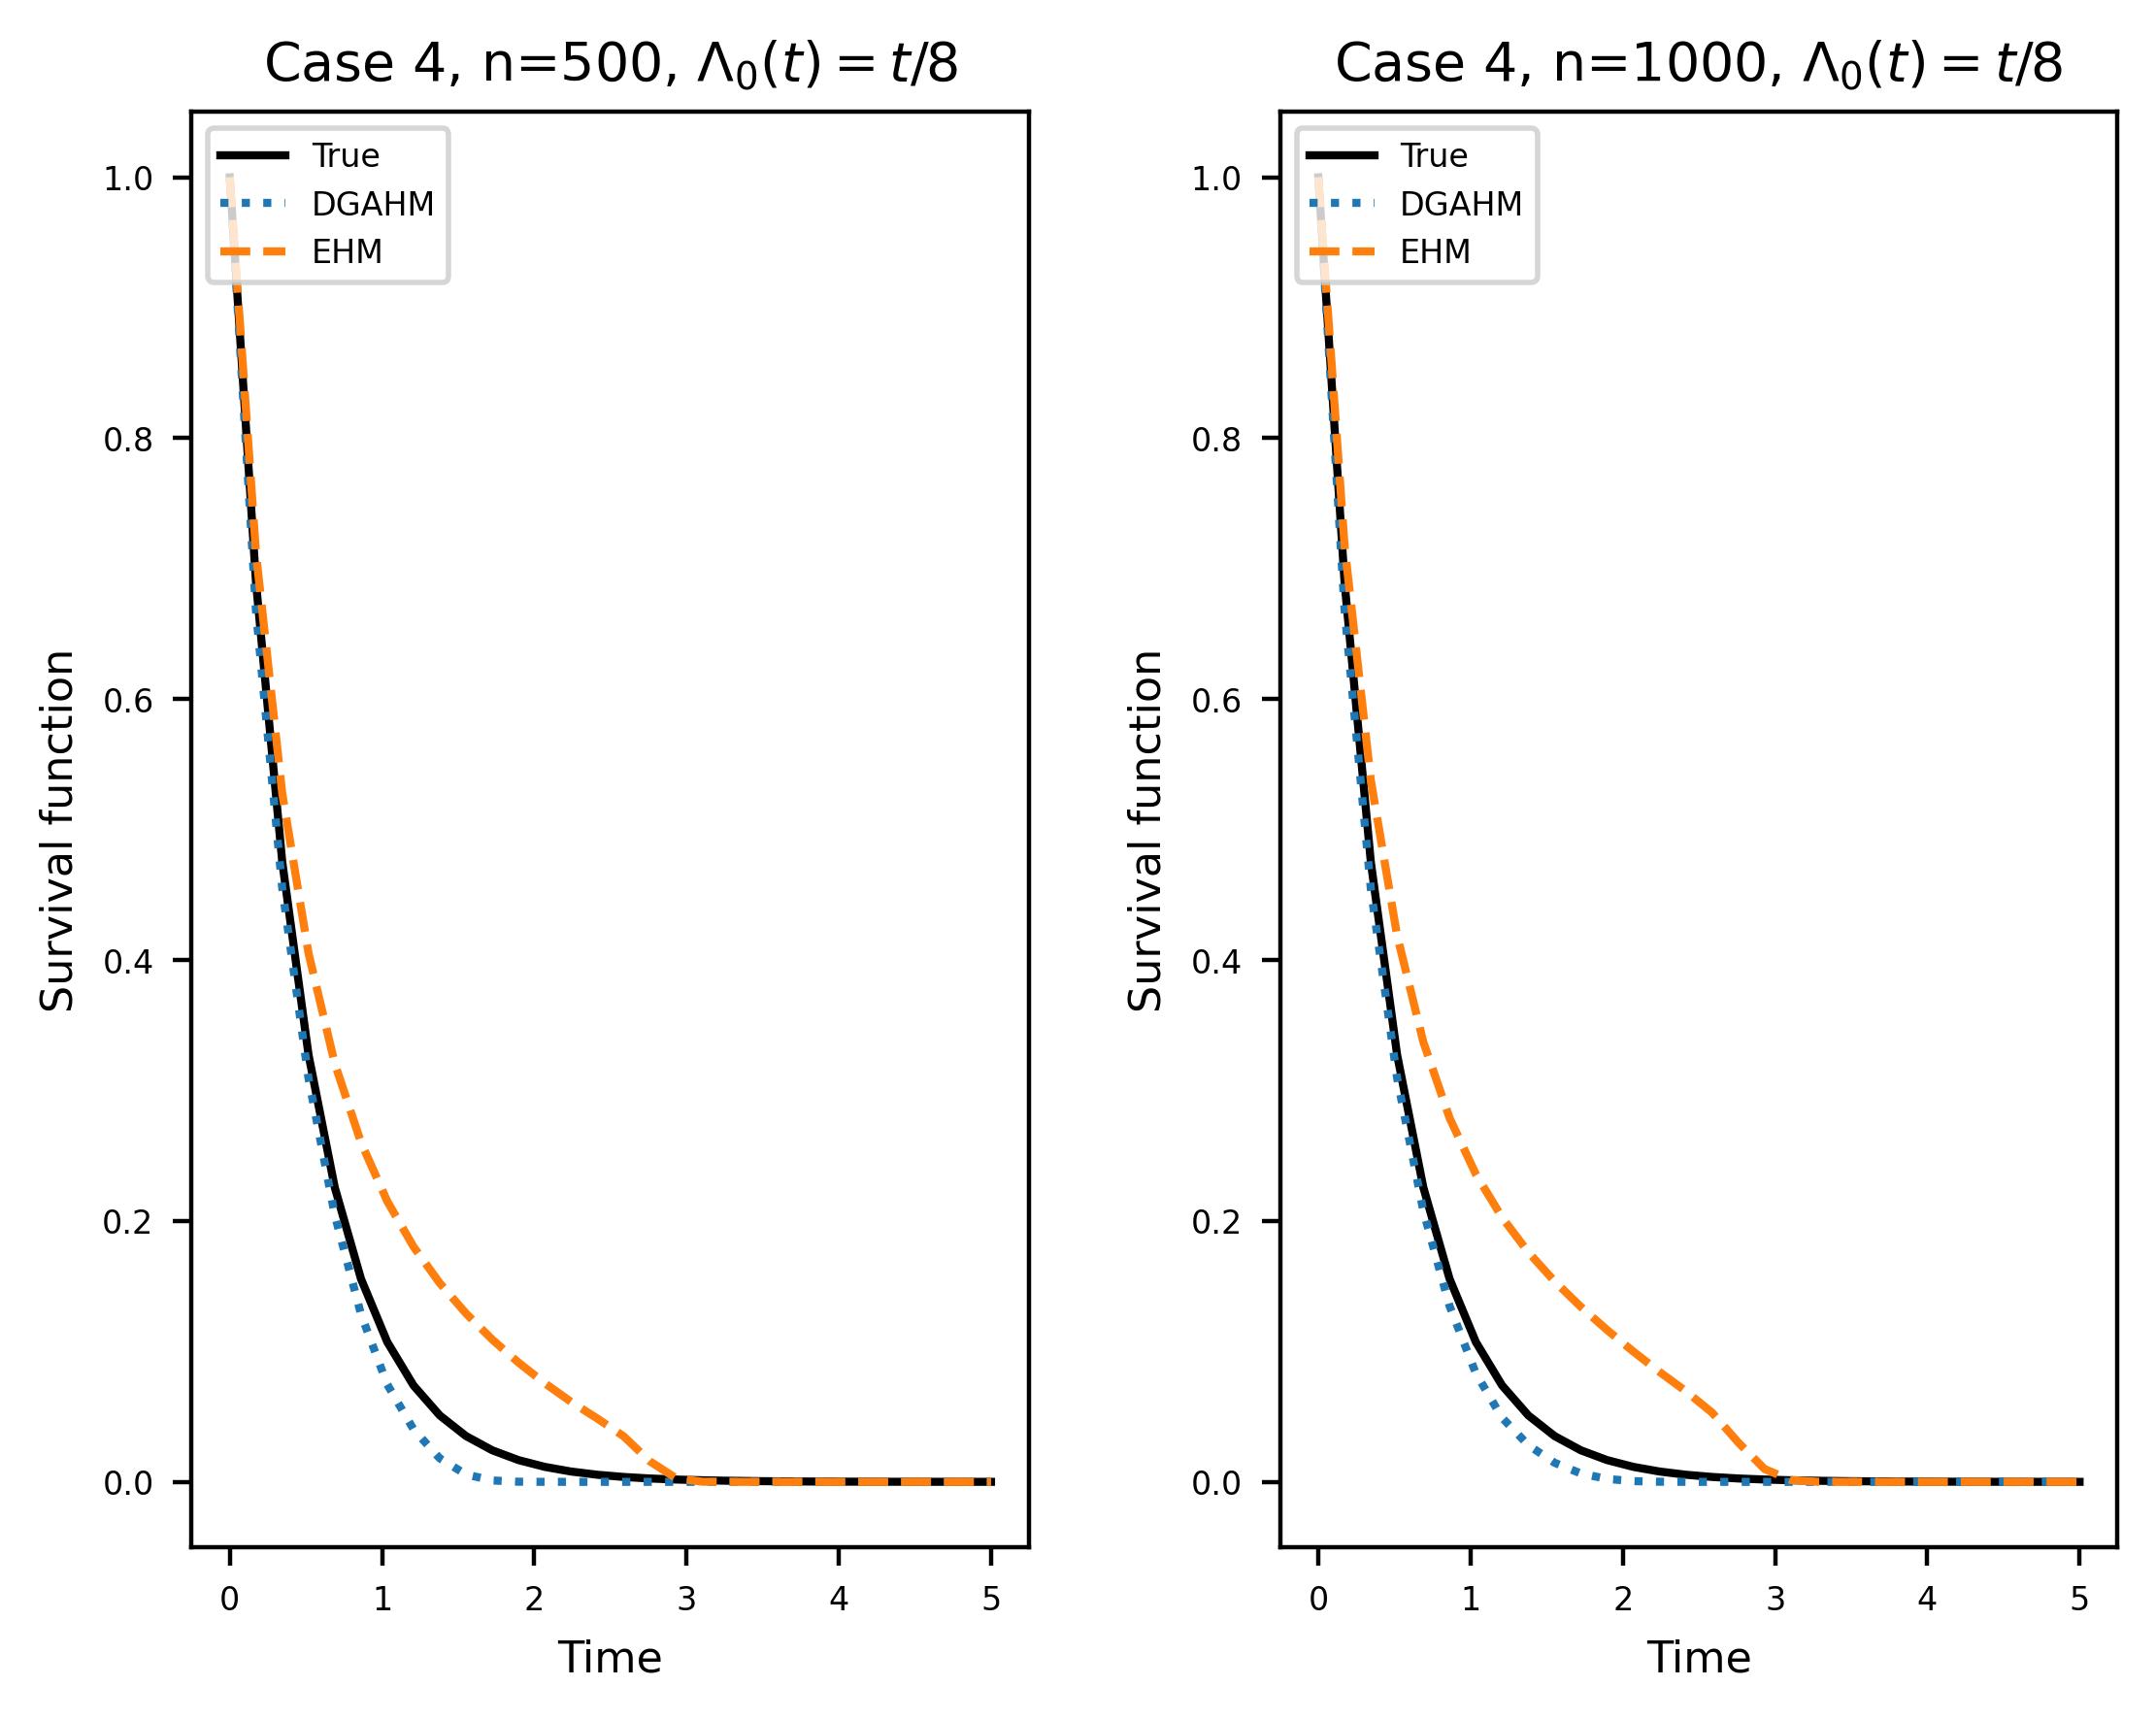 Case 4, n=500, Λ₀(t) = t/8
True
DGAHM
EHM
1.0
0.8
0.6
0.4
0.2
0.0
Survival function
0 1 2 3 4 5
Time
Case 4, n=1000, Λ₀(t) = t/8
True
DGAHM
EHM
1.0
0.8
0.6
0.4
0.2
0.0
Survival function
0 1 2 3 4 5
Time